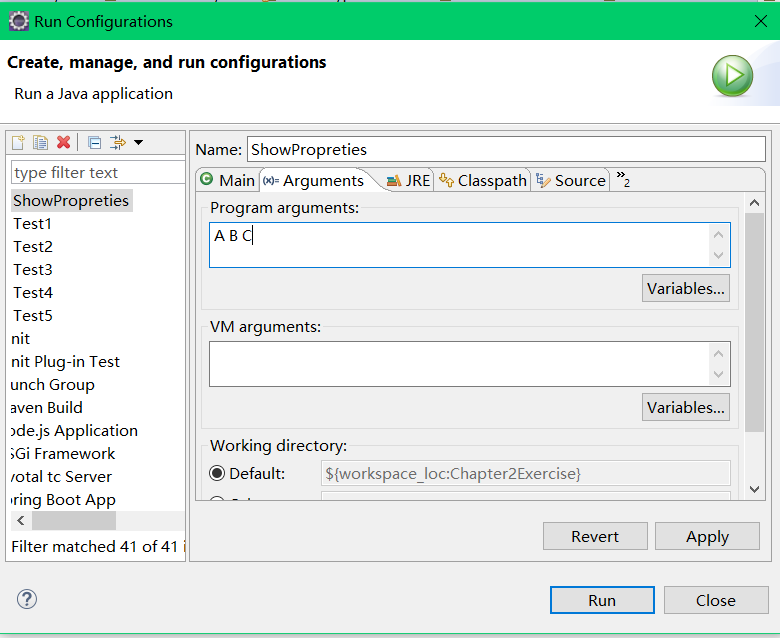 Run Configurations
Create, manage, and run configurations
Run a Java application
type filter text
ShowPropreties
Test1
Test2
Test3
Test4
Test5
nit
nit Plug-in Test
unch Group
aven Build
ode.js Application
SGi Framework
votal tc Server
pring Boot App
Filter matched 41 of 41 i
Name: ShowPropreties
Main (x)= Arguments JRE Classpath Source »2
Program arguments:
A B C
Variables...
VM arguments:
Variables...
Working directory:
Default: ${workspace_loc:Chapter2Exercise}
Revert Apply
Run Close